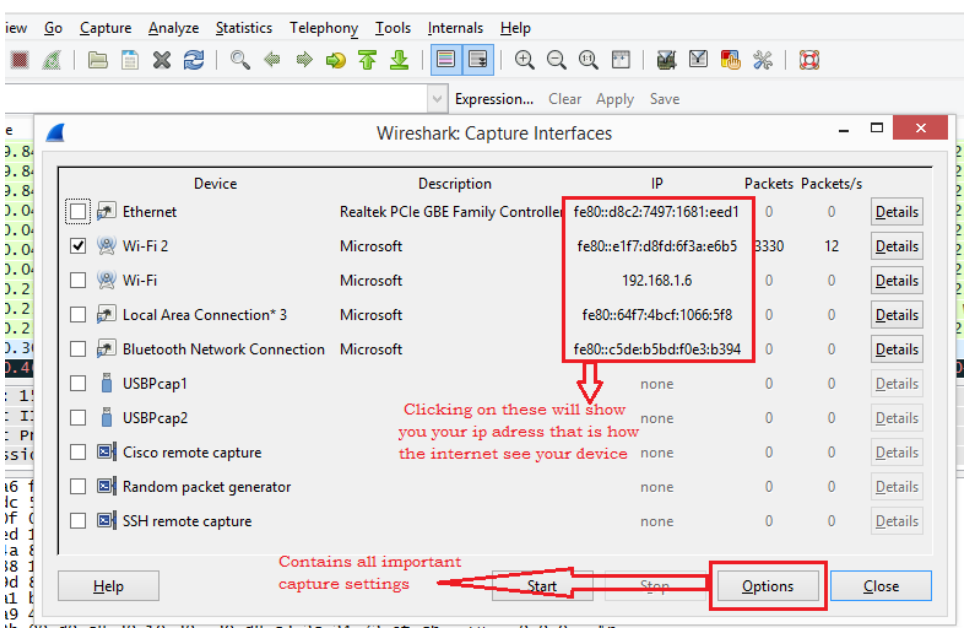 iew Go Capture Analyze Statistics Telephony Tools Internals Help
Expression... Clear Apply Save
Wireshark: Capture Interfaces
Device Description IP Packets Packets/s
Ethernet Realtek PCIe GBE Family Controller fe80::d8c2:7497:1681:eed1 0 0 Details
Wi-Fi 2 Microsoft fe80::e1f7:d8fd:6f3a:e6b5 3330 12 Details
Wi-Fi Microsoft 192.168.1.6 0 0 Details
Local Area Connection* 3 Microsoft fe80::64f7:4bcf:1066:5f8 0 0 Details
Bluetooth Network Connection Microsoft fe80::c5de:b5bd:f0e3:b394 0 0 Details
USBPcap1 none 0 0 Details
USBPcap2 none 0 0 Details
Cisco remote capture none 0 0 Details
Random packet generator none 0 0 Details
SSH remote capture none 0 0 Details
Clicking on these will show
you your ip adress that is how
the internet see your device
Contains all important
capture settings
Help Start Stop Options Close